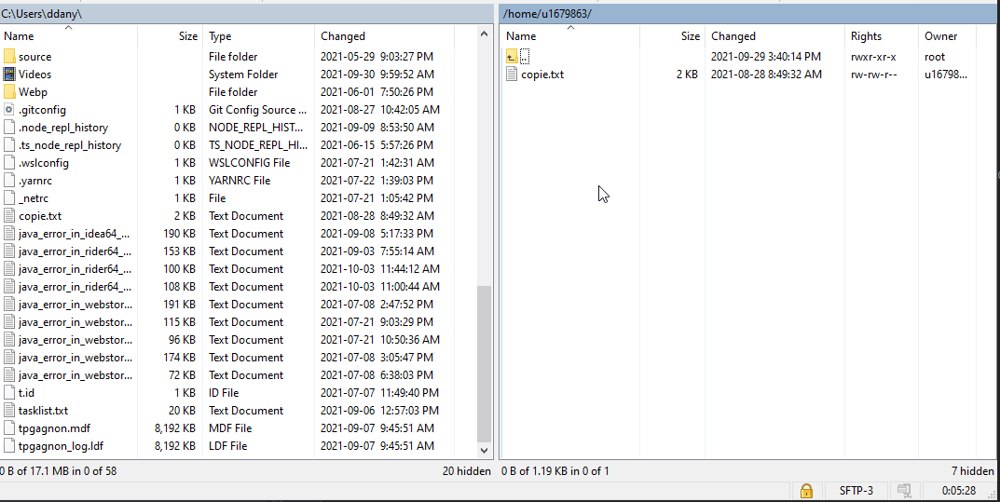 C:\Users\ddany\ /home/u1679863/
Name Size Type Changed Name Size Changed Rights Owner
source File folder 2021-05-29 9:03:27 PM .. 2021-09-29 3:40:14 PM rwxr-xr-x root
Videos System Folder 2021-09-30 9:59:52 AM copie.txt 2 KB 2021-08-28 8:49:32 AM rw-rw-r-- u16798...
Webp File folder 2021-06-01 7:50:26 PM
.gitconfig 1 KB Git Config Source ... 2021-08-27 10:42:05 AM
.node_repl_history 0 KB NODE_REPL_HIST... 2021-09-09 8:53:50 AM
.ts_node_repl_history 0 KB TS_NODE_REPL_HI... 2021-06-15 5:57:26 PM
.wslconfig 1 KB WSLCONFIG File 2021-07-21 1:42:31 AM
.yarnrc 1 KB YARNRC File 2021-07-22 1:39:03 PM
_netrc 1 KB File 2021-07-21 1:05:42 PM
copie.txt 2 KB Text Document 2021-08-28 8:49:32 AM
java_error_in_idea64_... 190 KB Text Document 2021-09-08 5:17:33 PM
java_error_in_rider64_... 153 KB Text Document 2021-09-03 7:55:14 AM
java_error_in_rider64_... 100 KB Text Document 2021-10-03 11:44:12 AM
java_error_in_rider64_... 108 KB Text Document 2021-10-03 11:00:44 AM
java_error_in_webstor... 191 KB Text Document 2021-07-08 2:47:52 PM
java_error_in_webstor... 115 KB Text Document 2021-07-21 9:03:29 PM
java_error_in_webstor... 96 KB Text Document 2021-07-21 10:50:36 AM
java_error_in_webstor... 174 KB Text Document 2021-07-08 3:05:47 PM
java_error_in_webstor... 72 KB Text Document 2021-07-08 6:38:03 PM
t.id 1 KB ID File 2021-07-07 11:49:40 PM
tasklist.txt 20 KB Text Document 2021-09-06 12:57:03 PM
tpgagnon.mdf 8,192 KB MDF File 2021-09-07 9:45:51 AM
tpgagnon_log.ldf 8,192 KB LDF File 2021-09-07 9:45:51 AM
0 B of 17.1 MB in 0 of 58 20 hidden 0 B of 1.19 KB in 0 of 1 7 hidden
SFTP-3 0:05:28